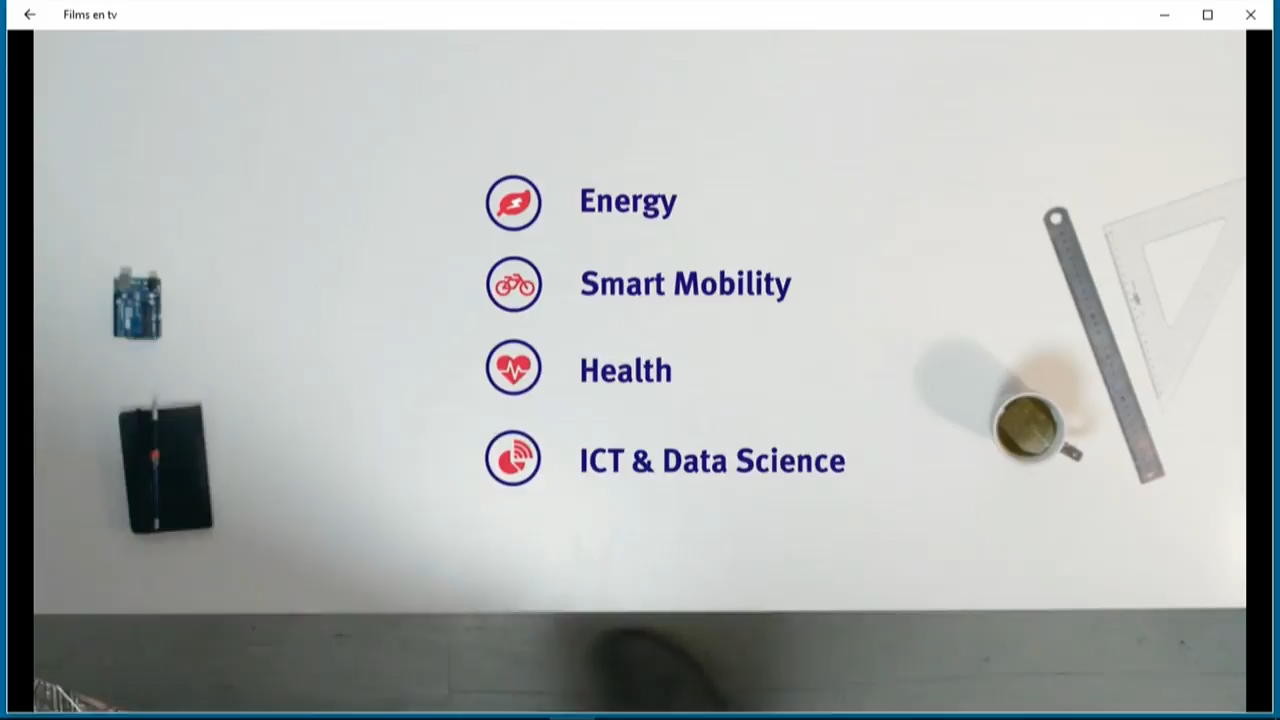 Films en tv
Energy
Smart Mobility
Health
ICT & Data Science